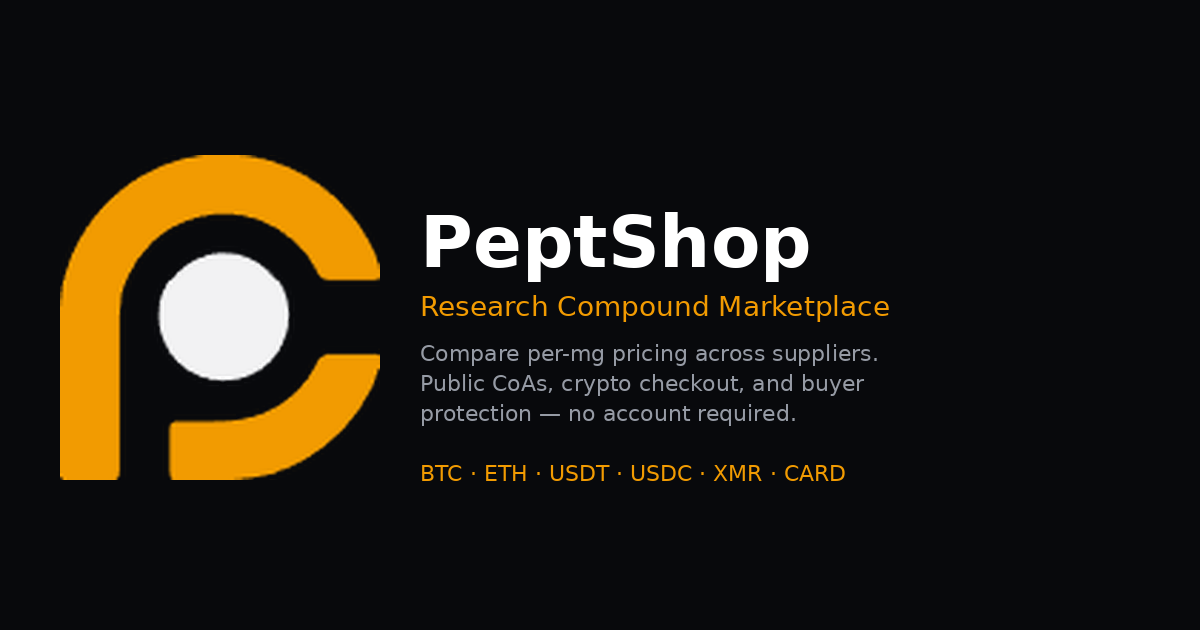 PeptShop
Research Compound Marketplace
Compare per-mg pricing across suppliers.
Public CoAs, crypto checkout, and buyer
protection — no account required.
BTC · ETH · USDT · USDC · XMR · CARD